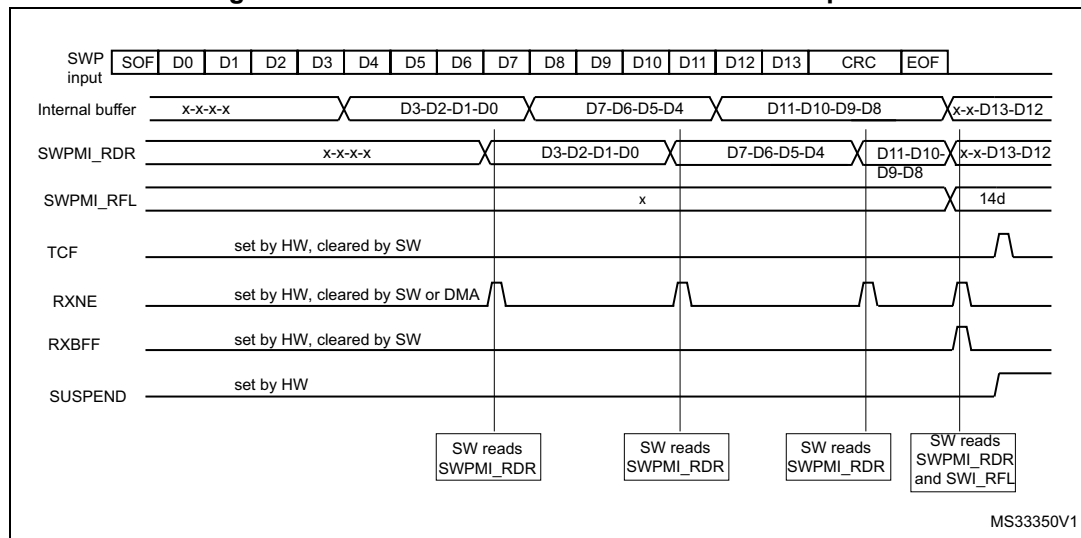 SWP input SOF D0 D1 D2 D3 D4 D5 D6 D7 D8 D9 D10 D11 D12 D13 CRC EOF
Internal buffer x-x-x-x D3-D2-D1-D0 D7-D6-D5-D4 D11-D10-D9-D8 x-x-D13-D12
SWPMI_RDR x-x-x-x D3-D2-D1-D0 D7-D6-D5-D4 D11-D10-D9-D8 x-x-D13-D12
SWPMI_RFL x 14d
TCF set by HW, cleared by SW
RXNE set by HW, cleared by SW or DMA
RXBFF set by HW, cleared by SW
SUSPEND set by HW
SW reads SWPMI_RDR
SW reads SWPMI_RDR
SW reads SWPMI_RDR
SW reads SWPMI_RDR and SWI_RFL
MS33350V1